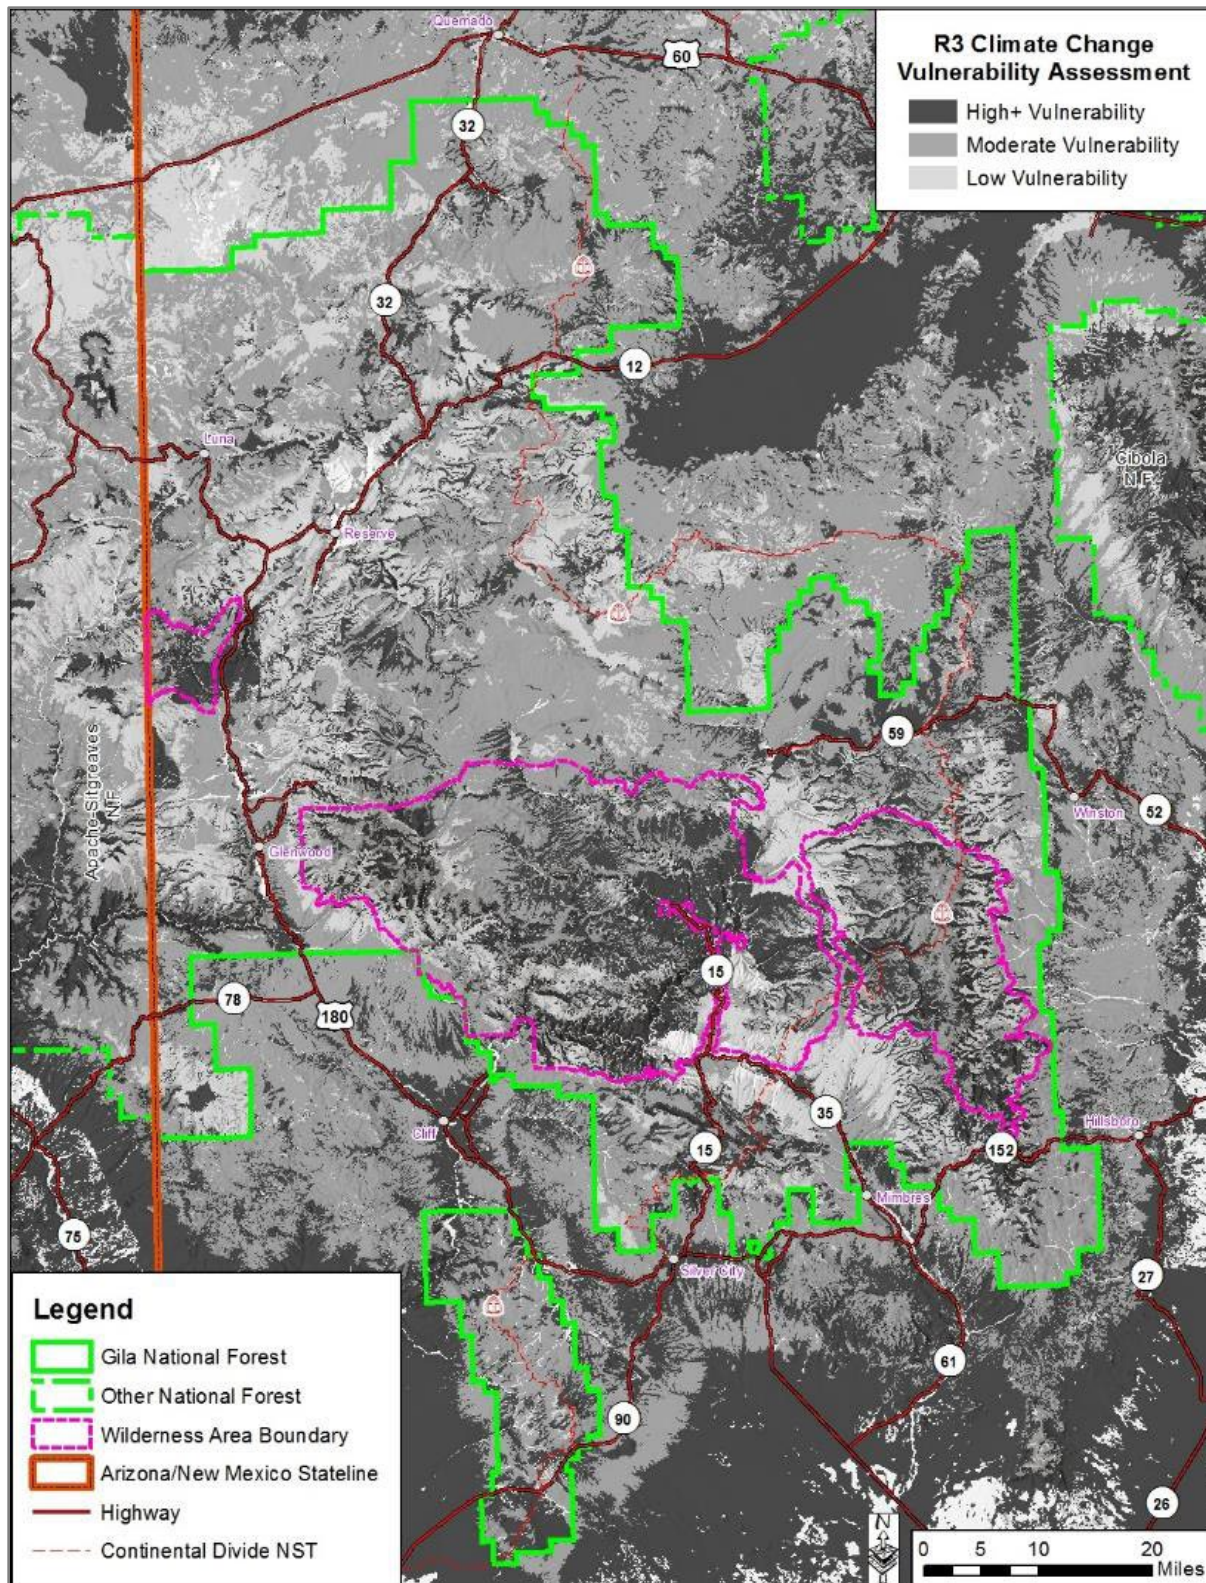 Quemado
60
R3 Climate Change
Vulnerability Assessment
High+ Vulnerability
Moderate Vulnerability
Low Vulnerability
32
32
12
Luna
Cibola
N.F.
Reserve
Apache-Sitgreaves
N.F.
59
Winston
52
Glenwood
15
78
180
35
Cliff
Hillsboro
15
152
Mimbres
75
Silver City
27
61
90
26
Legend
Gila National Forest
Other National Forest
Wilderness Area Boundary
Arizona/New Mexico Stateline
Highway
Continental Divide NST
N
0 5 10 20
Miles